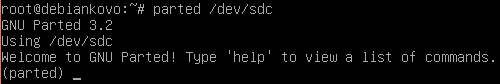 root@debiankovo:~# parted /dev/sdc
GNU Parted 3.2
Using /dev/sdc
Welcome to GNU Parted! Type 'help' to view a list of commands.
(parted) _